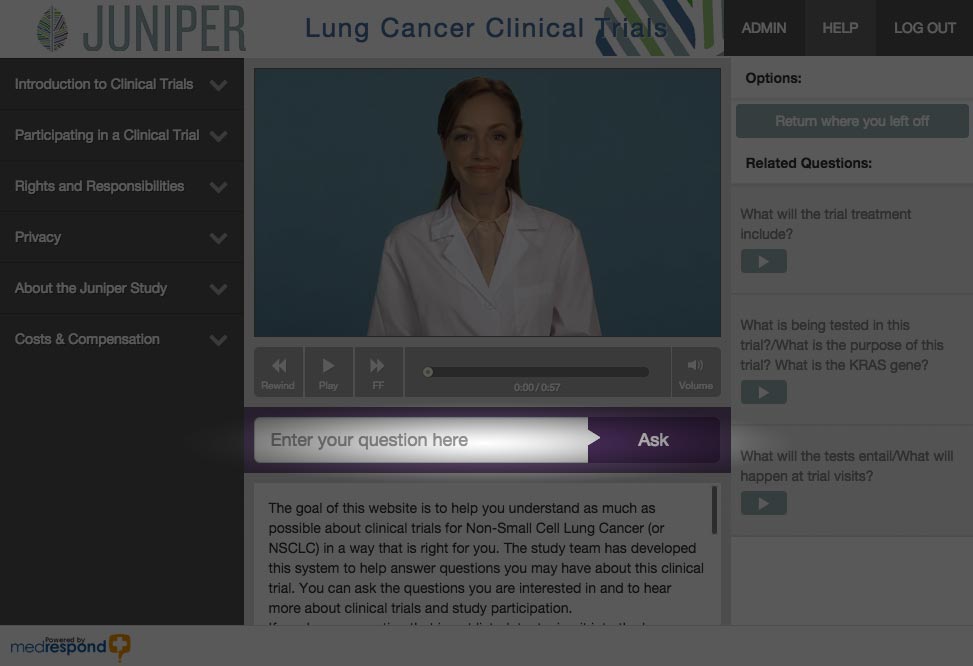 JUNIPER
Lung Cancer Clinical Trials
ADMIN
HELP
LOG OUT
Introduction to Clinical Trials
Participating in a Clinical Trial
Rights and Responsibilities
Privacy
About the Juniper Study
Costs & Compensation
Rewind
Play
FF
0:00 / 0:57
Volume
Enter your question here
Ask
The goal of this website is to help you understand as much as
possible about clinical trials for Non-Small Cell Lung Cancer (or
NSCLC) in a way that is right for you. The study team has developed
this system to help answer questions you may have about this clinical
trial. You can ask the questions you are interested in and to hear
more about clinical trials and study participation.
Options:
Return where you left off
Related Questions:
What will the trial treatment
include?
What is being tested in this
trial?/What is the purpose of this
trial? What is the KRAS gene?
What will the tests entail/What will
happen at trial visits?
Powered by
medrespond